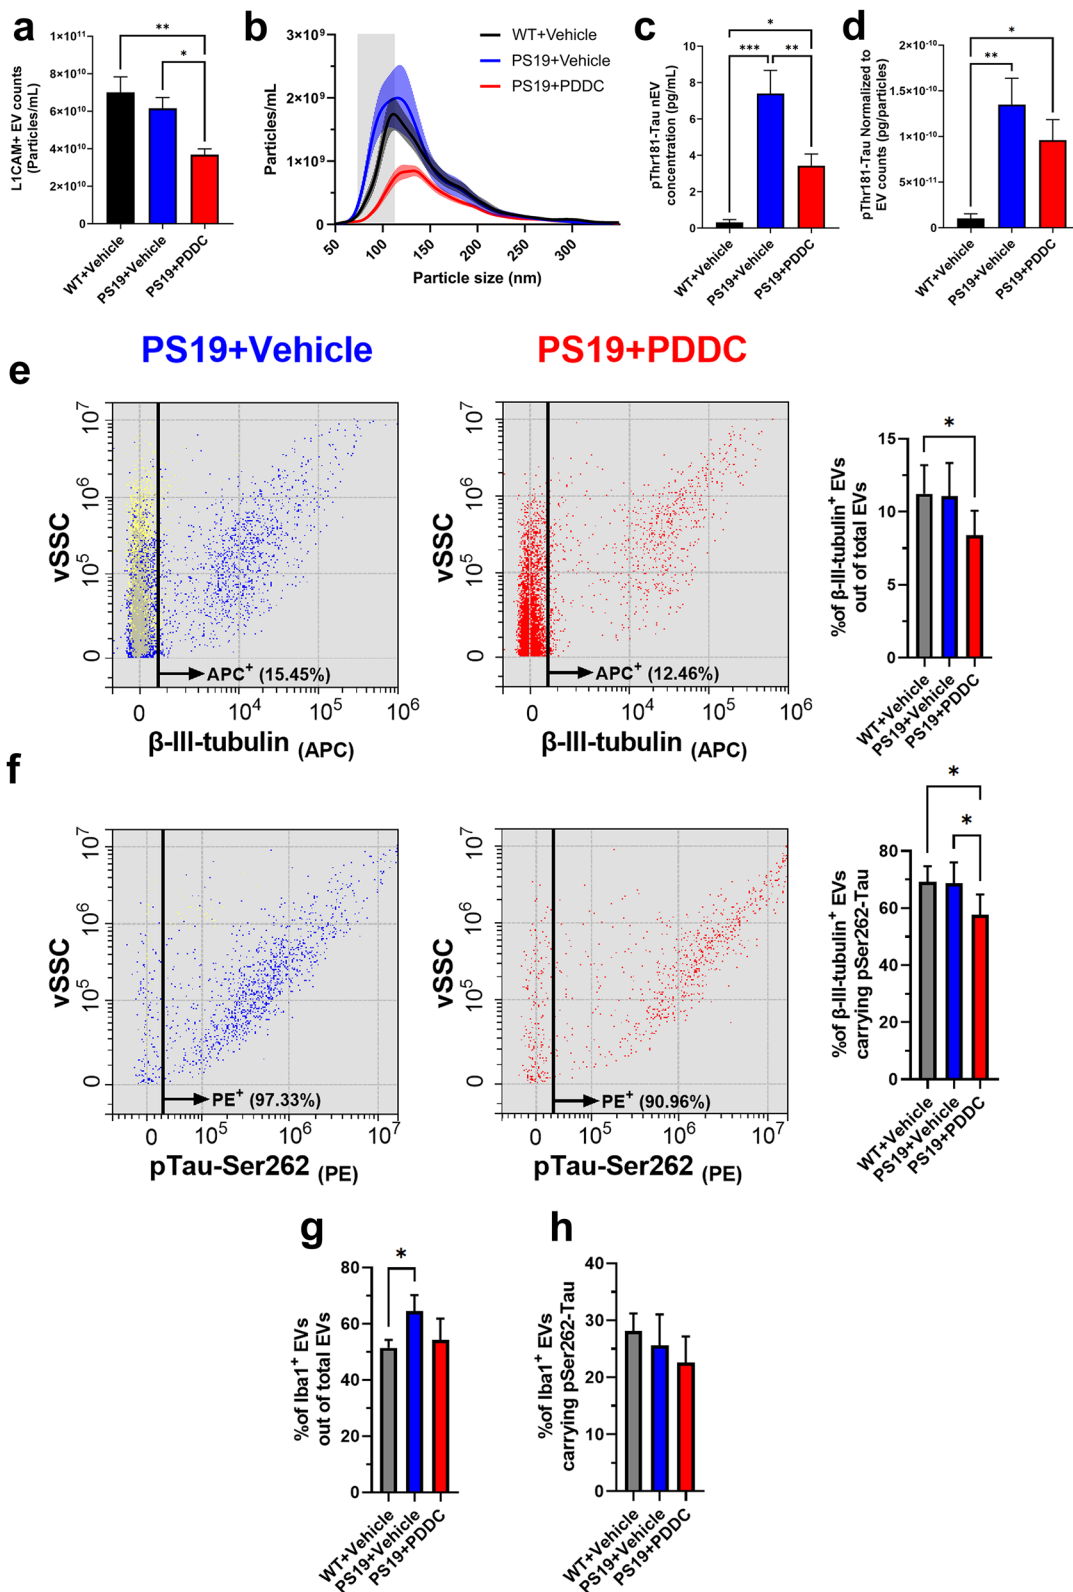 a
L1CAM+ EV counts
(Particles/mL)
1×10¹¹
8×10¹⁰
6×10¹⁰
4×10¹⁰
2×10¹⁰
0
**
*
WT+Vehicle
PS19+Vehicle
PS19+PDDC
b
Particles/mL
3×10⁹
2×10⁹
1×10⁹
0
50
100
150
200
250
300
Particle size (nm)
WT+Vehicle
PS19+Vehicle
PS19+PDDC
c
pThr181-Tau nEV
concentration (pg/mL)
10
8
6
4
2
0
*
***
**
WT+Vehicle
PS19+Vehicle
PS19+PDDC
d
pThr181-Tau Normalized to
EV counts (pg/particles)
2×10⁻¹⁰
1×10⁻¹⁰
1×10⁻¹⁰
5×10⁻¹¹
0
*
**
WT+Vehicle
PS19+Vehicle
PS19+PDDC
PS19+Vehicle
PS19+PDDC
e
vSSC
10⁷
10⁶
10⁵
0
APC⁺ (15.45%)
0
10⁴
10⁵
10⁶
β-III-tubulin (APC)
vSSC
10⁷
10⁶
10⁵
0
APC⁺ (12.46%)
0
10⁴
10⁵
10⁶
β-III-tubulin (APC)
%of β-III-tubulin⁺ EVs
out of total EVs
15
10
5
0
*
WT+Vehicle
PS19+Vehicle
PS19+PDDC
f
vSSC
10⁷
10⁶
10⁵
0
PE⁺ (97.33%)
0
10⁵
10⁶
10⁷
pTau-Ser262 (PE)
vSSC
10⁷
10⁶
10⁵
0
PE⁺ (90.96%)
0
10⁵
10⁶
10⁷
pTau-Ser262 (PE)
%of β-III-tubulin⁺ EVs
carrying pSer262-Tau
80
60
40
20
0
*
*
WT+Vehicle
PS19+Vehicle
PS19+PDDC
g
%of Iba1⁺ EVs
out of total EVs
80
60
40
20
0
*
WT+Vehicle
PS19+Vehicle
PS19+PDDC
h
%of Iba1⁺ EVs
carrying pSer262-Tau
40
30
20
10
0
WT+Vehicle
PS19+Vehicle
PS19+PDDC